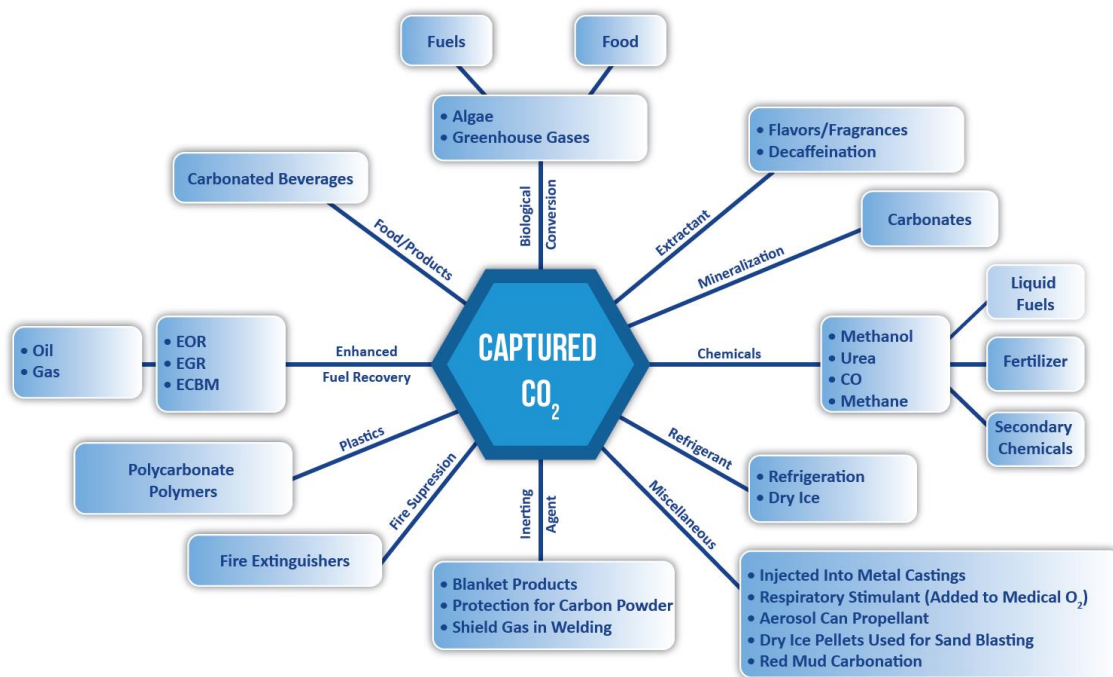 Fuels
Food
• Algae
• Greenhouse Gases
• Flavors/Fragrances
• Decaffeination
Carbonated Beverages
Carbonates
Biological
Conversion
Food/Products
Extractant
Mineralization
Liquid
Fuels
• Oil
• Gas
• EOR
• EGR
• ECBM
Enhanced
Fuel Recovery
CAPTURED
CO₂
Chemicals
• Methanol
• Urea
• CO
• Methane
Fertilizer
Secondary
Chemicals
Plastics
Polycarbonate
Polymers
Refrigerant
• Refrigeration
• Dry Ice
Fire Supression
Fire Extinguishers
Inerting
Agent
Miscellaneous
• Blanket Products
• Protection for Carbon Powder
• Shield Gas in Welding
• Injected Into Metal Castings
• Respiratory Stimulant (Added to Medical O₂)
• Aerosol Can Propellant
• Dry Ice Pellets Used for Sand Blasting
• Red Mud Carbonation